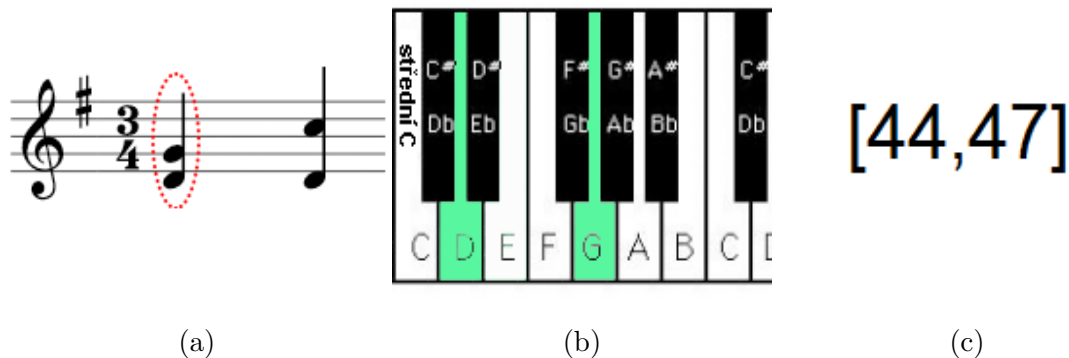 3
4
střední C
C# D# F# G# A# C#
Db Eb Gb Ab Bb Db
C D E F G A B C D
[44,47]
(a) (b) (c)